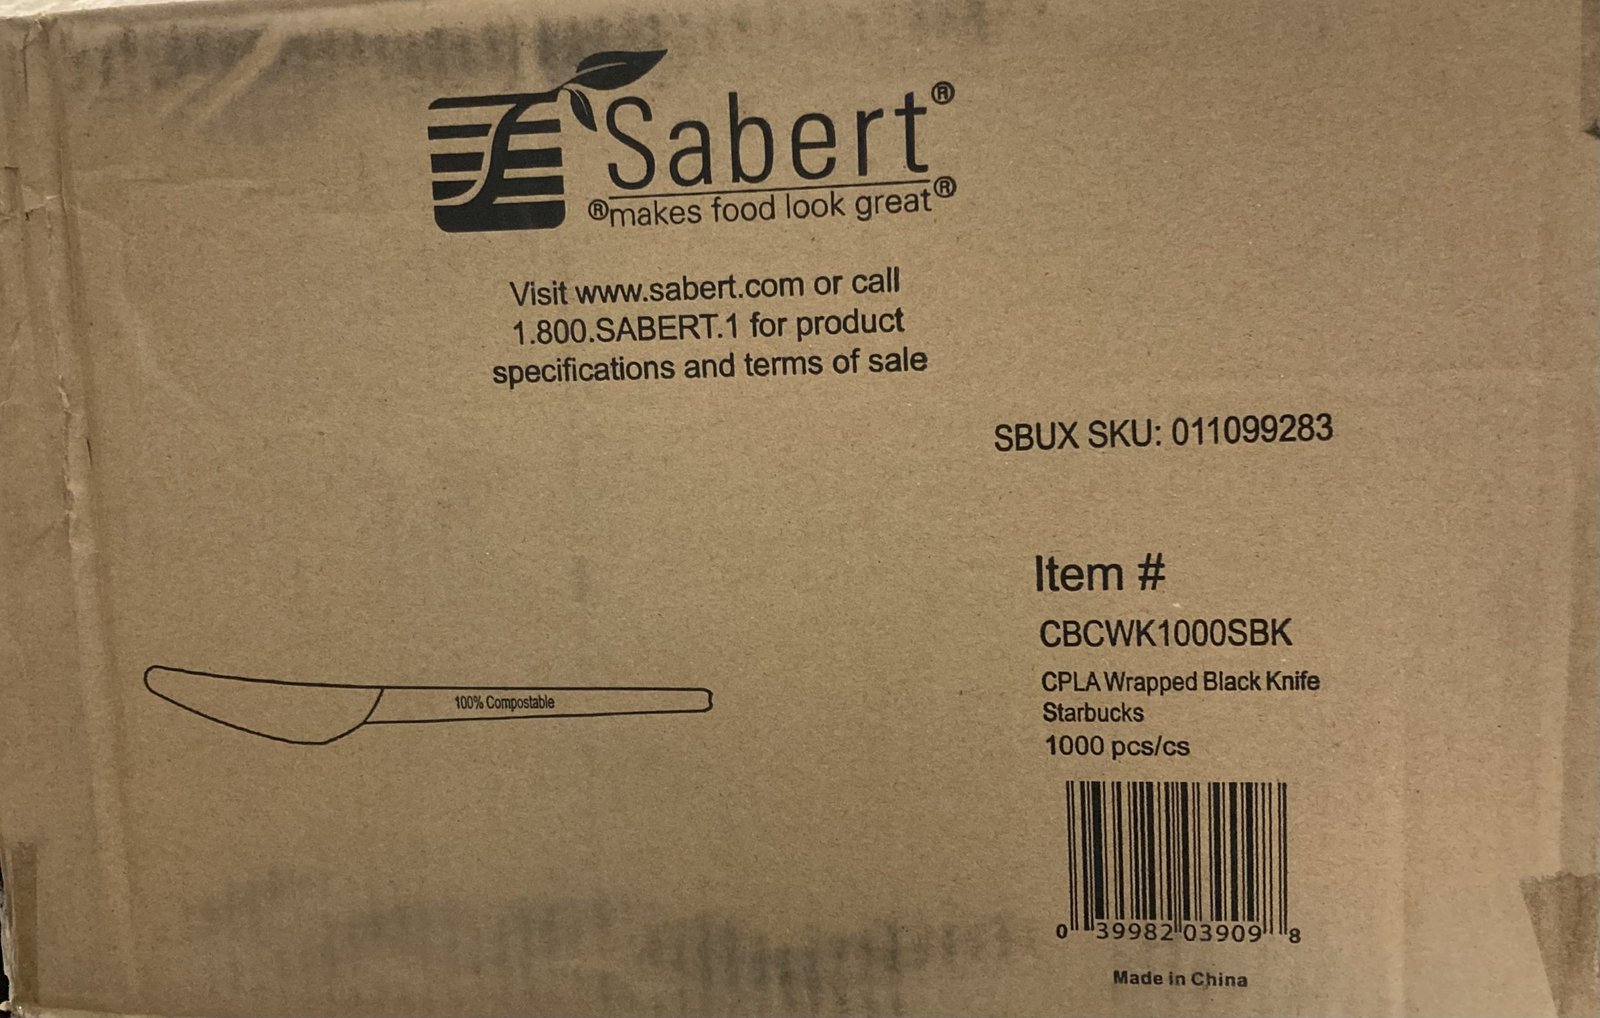 Sabert®
®makes food look great®
Visit www.sabert.com or call
1.800.SABERT.1 for product
specifications and terms of sale
SBUX SKU: 011099283
Item #
CBCWK1000SBK
CPLA Wrapped Black Knife
Starbucks
1000 pcs/cs
100% Compostable
0 39982 03909 8
Made in China